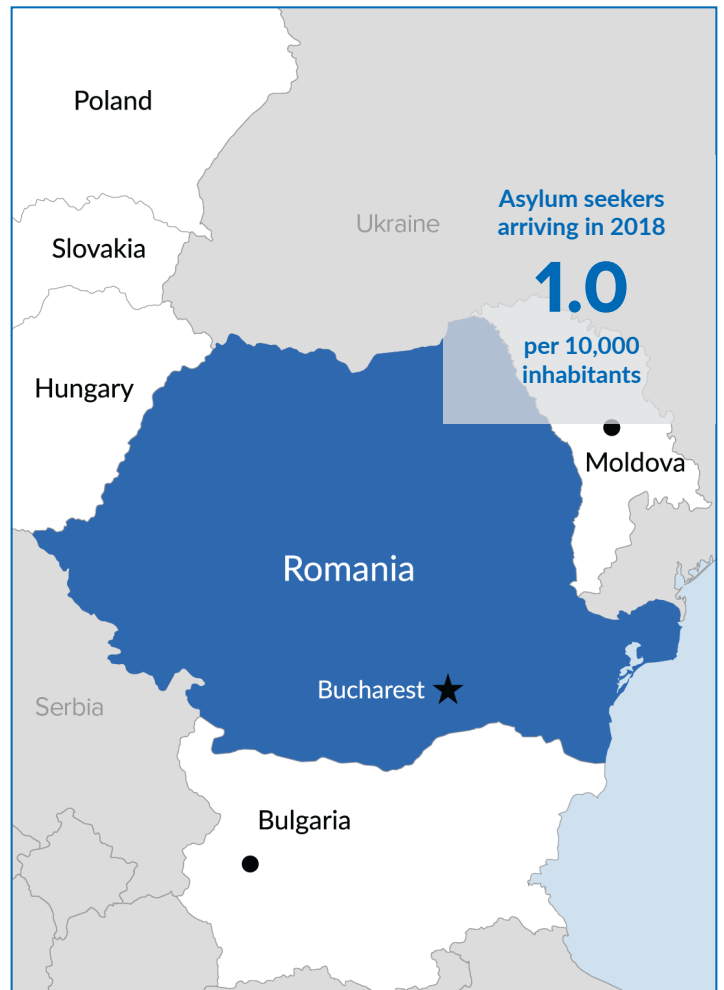 Poland
Ukraine
Asylum seekers
arriving in 2018
1.0
per 10,000
inhabitants
Slovakia
Hungary
Moldova
Romania
Bucharest
Serbia
Bulgaria